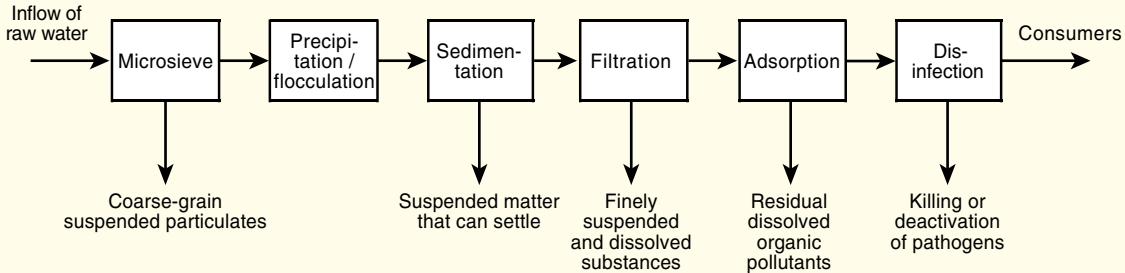 Inflow of
raw water
Microsieve
Precipi-
tation /
flocculation
Sedimen-
tation
Filtration
Adsorption
Dis-
infection
Consumers
Coarse-grain
suspended particulates
Suspended matter
that can settle
Finely
suspended
and dissolved
substances
Residual
dissolved
organic
pollutants
Killing or
deactivation
of pathogens